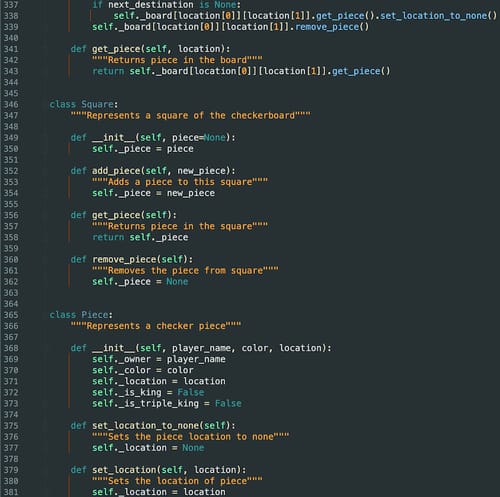 337 if next_destination is None:
338 self._board[location[0]][location[1]].get_piece().set_location_to_none()
339 self._board[location[0]][location[1]].remove_piece()
340
341 def get_piece(self, location):
342 """Returns piece in the board"""
343 return self._board[location[0]][location[1]].get_piece()
344
345
346 class Square:
347 """Represents a square of the checkerboard"""
348
349 def __init__(self, piece=None):
350 self._piece = piece
351
352 def add_piece(self, new_piece):
353 """Adds a piece to this square"""
354 self._piece = new_piece
355
356 def get_piece(self):
357 """Returns piece in the square"""
358 return self._piece
359
360 def remove_piece(self):
361 """Removes the piece from square"""
362 self._piece = None
363
364
365 class Piece:
366 """Represents a checker piece"""
367
368 def __init__(self, player_name, color, location):
369 self._owner = player_name
370 self._color = color
371 self._location = location
372 self._is_king = False
373 self._is_triple_king = False
374
375 def set_location_to_none(self):
376 """Sets the piece location to none"""
377 self._location = None
378
379 def set_location(self, location):
380 """Sets the location of piece"""
381 self._location = location